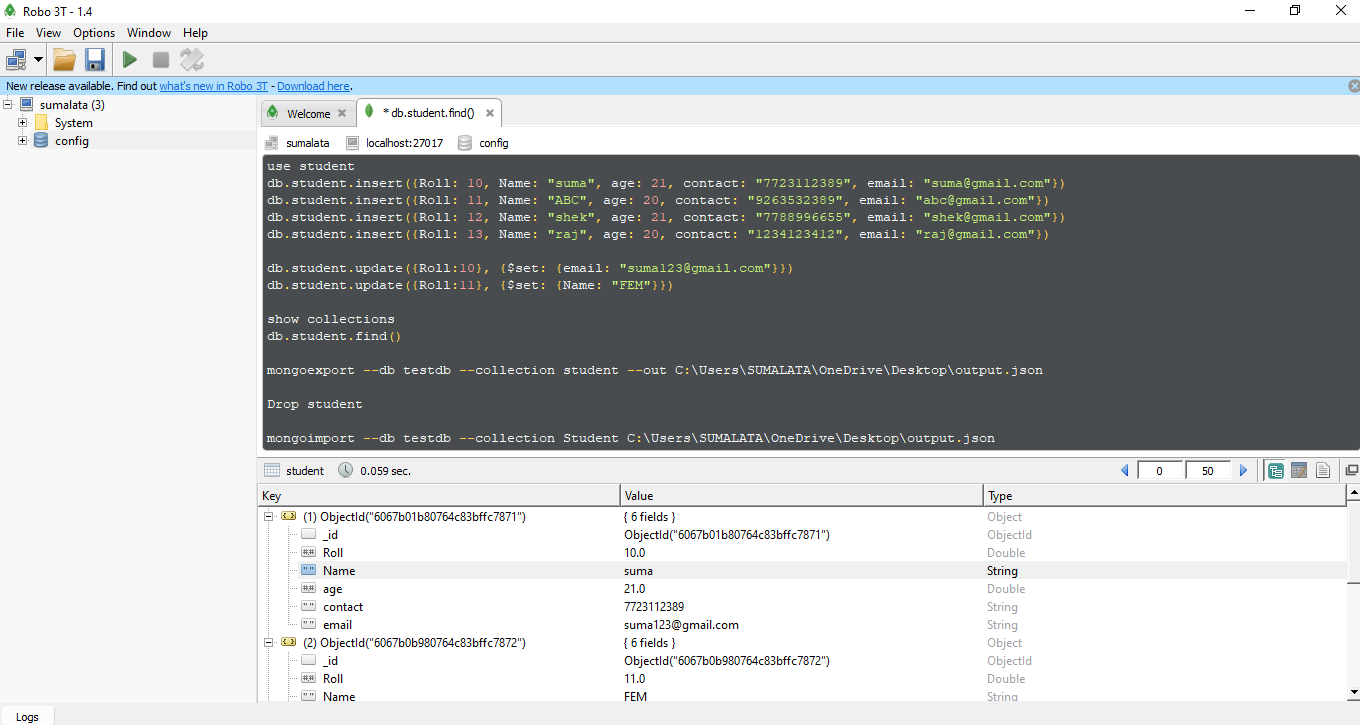 Robo 3T - 1.4
File View Options Window Help
New release available. Find out what's new in Robo 3T - Download here.
sumalata (3)
System
config
Welcome
* db.student.find()
sumalata localhost:27017 config
use student
db.student.insert({Roll: 10, Name: "suma", age: 21, contact: "7723112389", email: "suma@gmail.com"})
db.student.insert({Roll: 11, Name: "ABC", age: 20, contact: "9263532389", email: "abc@gmail.com"})
db.student.insert({Roll: 12, Name: "shek", age: 21, contact: "7788996655", email: "shek@gmail.com"})
db.student.insert({Roll: 13, Name: "raj", age: 20, contact: "1234123412", email: "raj@gmail.com"})
db.student.update({Roll:10}, {$set: {email: "suma123@gmail.com"}})
db.student.update({Roll:11}, {$set: {Name: "FEM"}})
show collections
db.student.find()
mongoexport --db testdb --collection student --out C:\Users\SUMALATA\OneDrive\Desktop\output.json
Drop student
mongoimport --db testdb --collection Student C:\Users\SUMALATA\OneDrive\Desktop\output.json
student 0.059 sec. 0 50
Key Value Type
(1) ObjectId("6067b01b80764c83bffc7871") { 6 fields } Object
_id ObjectId("6067b01b80764c83bffc7871") ObjectId
Roll 10.0 Double
Name suma String
age 21.0 Double
contact 7723112389 String
email suma123@gmail.com String
(2) ObjectId("6067b0b980764c83bffc7872") { 6 fields } Object
_id ObjectId("6067b0b980764c83bffc7872") ObjectId
Roll 11.0 Double
Name FEM String
Logs